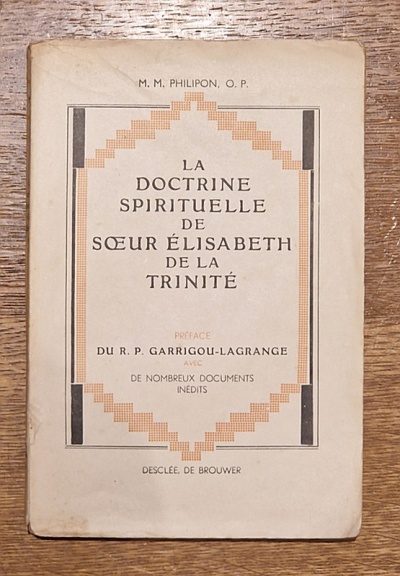 M. M. PHILIPON, O. P.
LA
DOCTRINE
SPIRITUELLE
DE
SŒUR ÉLISABETH
DE LA
TRINITÉ
PRÉFACE
DU R. P. GARRIGOU-LAGRANGE
AVEC
DE NOMBREUX DOCUMENTS
INÉDITS
DESCLÉE, DE BROUWER